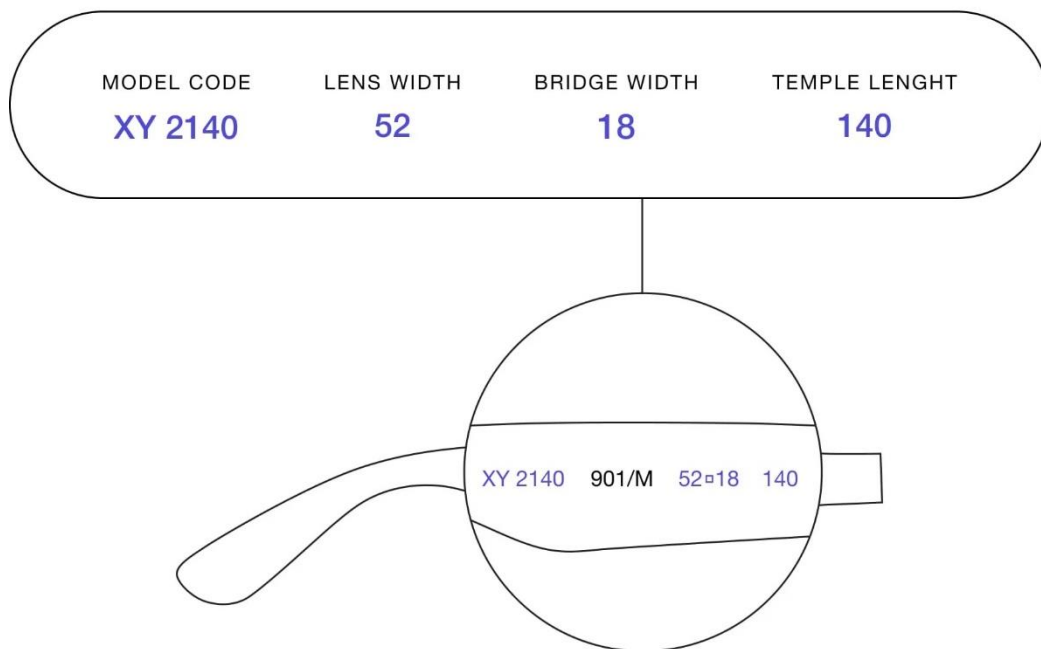 MODEL CODE LENS WIDTH BRIDGE WIDTH TEMPLE LENGHT
XY 2140 52 18 140
XY 2140 901/M 52▫18 140